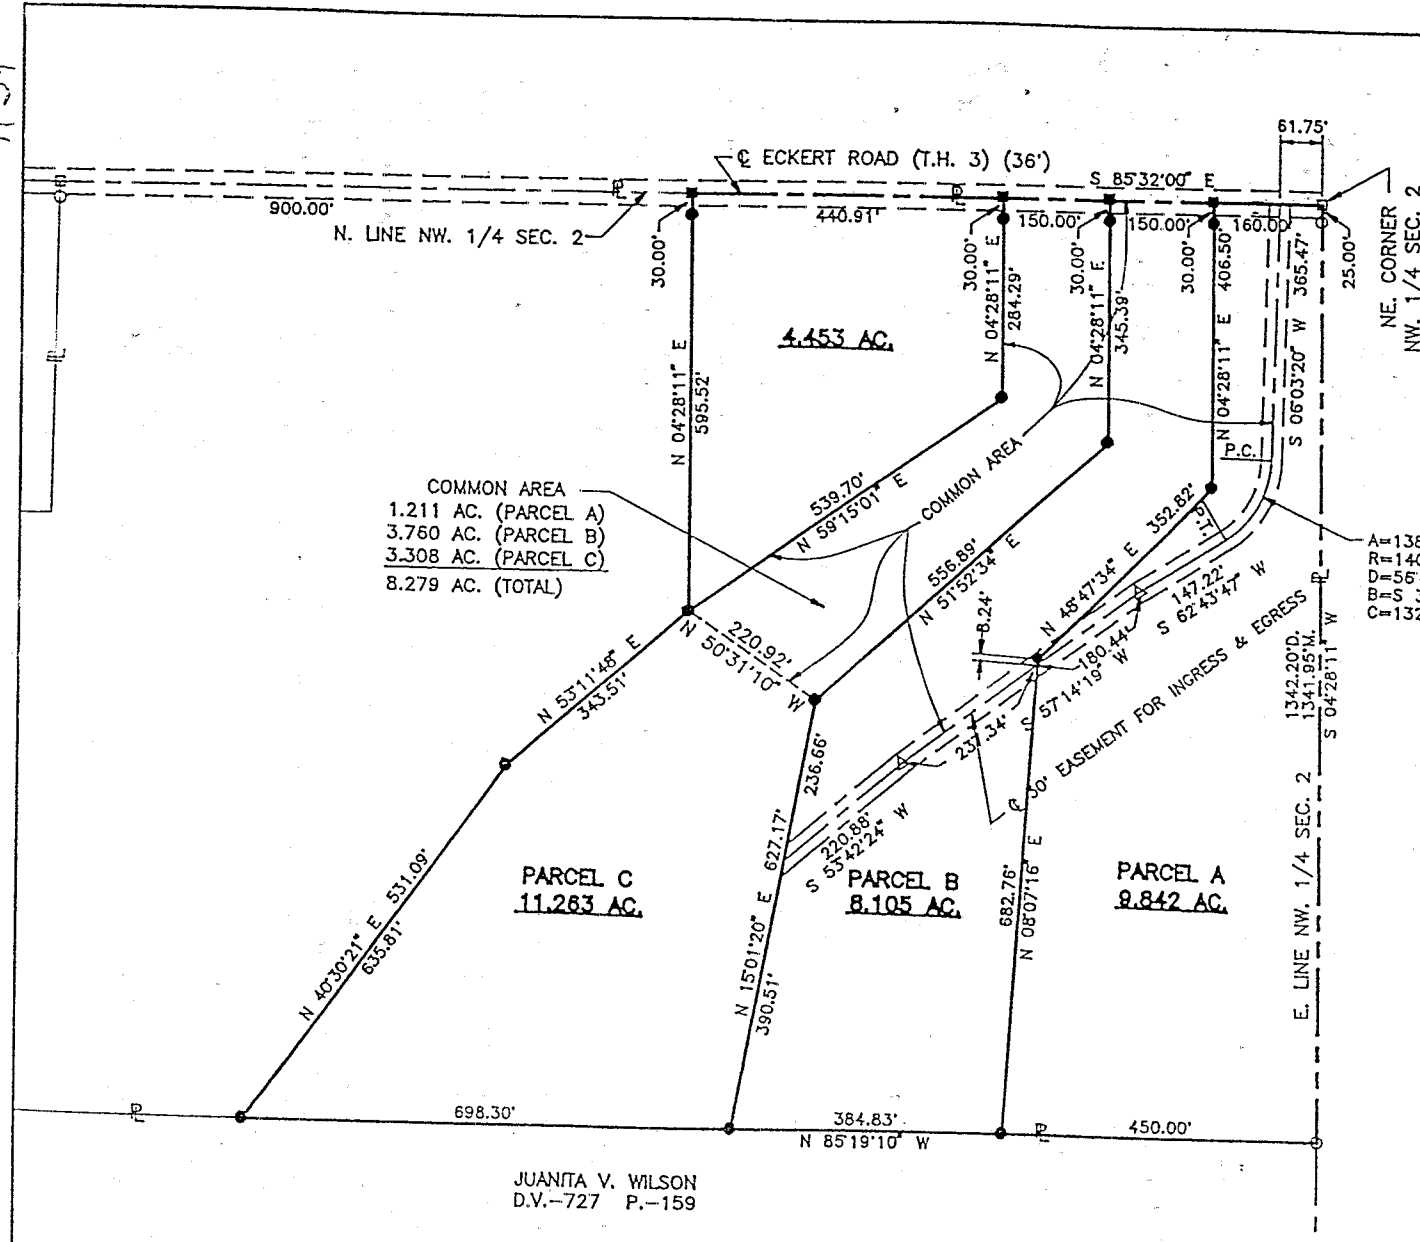 61.75'
℄ ECKERT ROAD (T.H. 3) (36')
S 85°32'00" E
900.00'
440.91'
150.00'
150.00'
160.00'
N. LINE NW. 1/4 SEC. 2
30.00'
30.00'
30.00'
30.00'
25.00'
NE. CORNER
NW. 1/4 SEC. 2
N 04°28'11" E
595.52'
N 04°28'11" E
284.29'
N 04°28'11" E
345.39'
N 04°28'11" E 406.50'
S 06°03'20" W 365.47'
4.453 AC.
P.C.
P.T.
COMMON AREA
1.211 AC. (PARCEL A)
3.760 AC. (PARCEL B)
3.308 AC. (PARCEL C)
8.279 AC. (TOTAL)
539.70'
N 59°15'01" E
COMMON AREA
556.89'
N 51°52'34" E
N 48°47'34" E 352.82'
A=138
R=140
D=56°
B=S 3
C=132
147.22'
S 62°43'47" W
8.24'
180.44'
S 57°14'19" W
237.34'
220.92'
N 50°31'10" W
N 53°11'48" E
343.51'
℄ 30' EASEMENT FOR INGRESS & EGRESS
1342.20'D.
1341.95'M.
S 04°28'11" W
E. LINE NW. 1/4 SEC. 2
236.66'
627.17'
N 15°01'20" E
390.51'
220.88'
S 53°42'24" W
682.76'
N 08°07'16" E
N 40°30'21" E 531.09'
635.81'
PARCEL C
11.263 AC.
PARCEL B
8.105 AC.
PARCEL A
9.842 AC.
698.30'
384.83'
N 85°19'10" W
450.00'
JUANITA V. WILSON
D.V.-727 P.-159